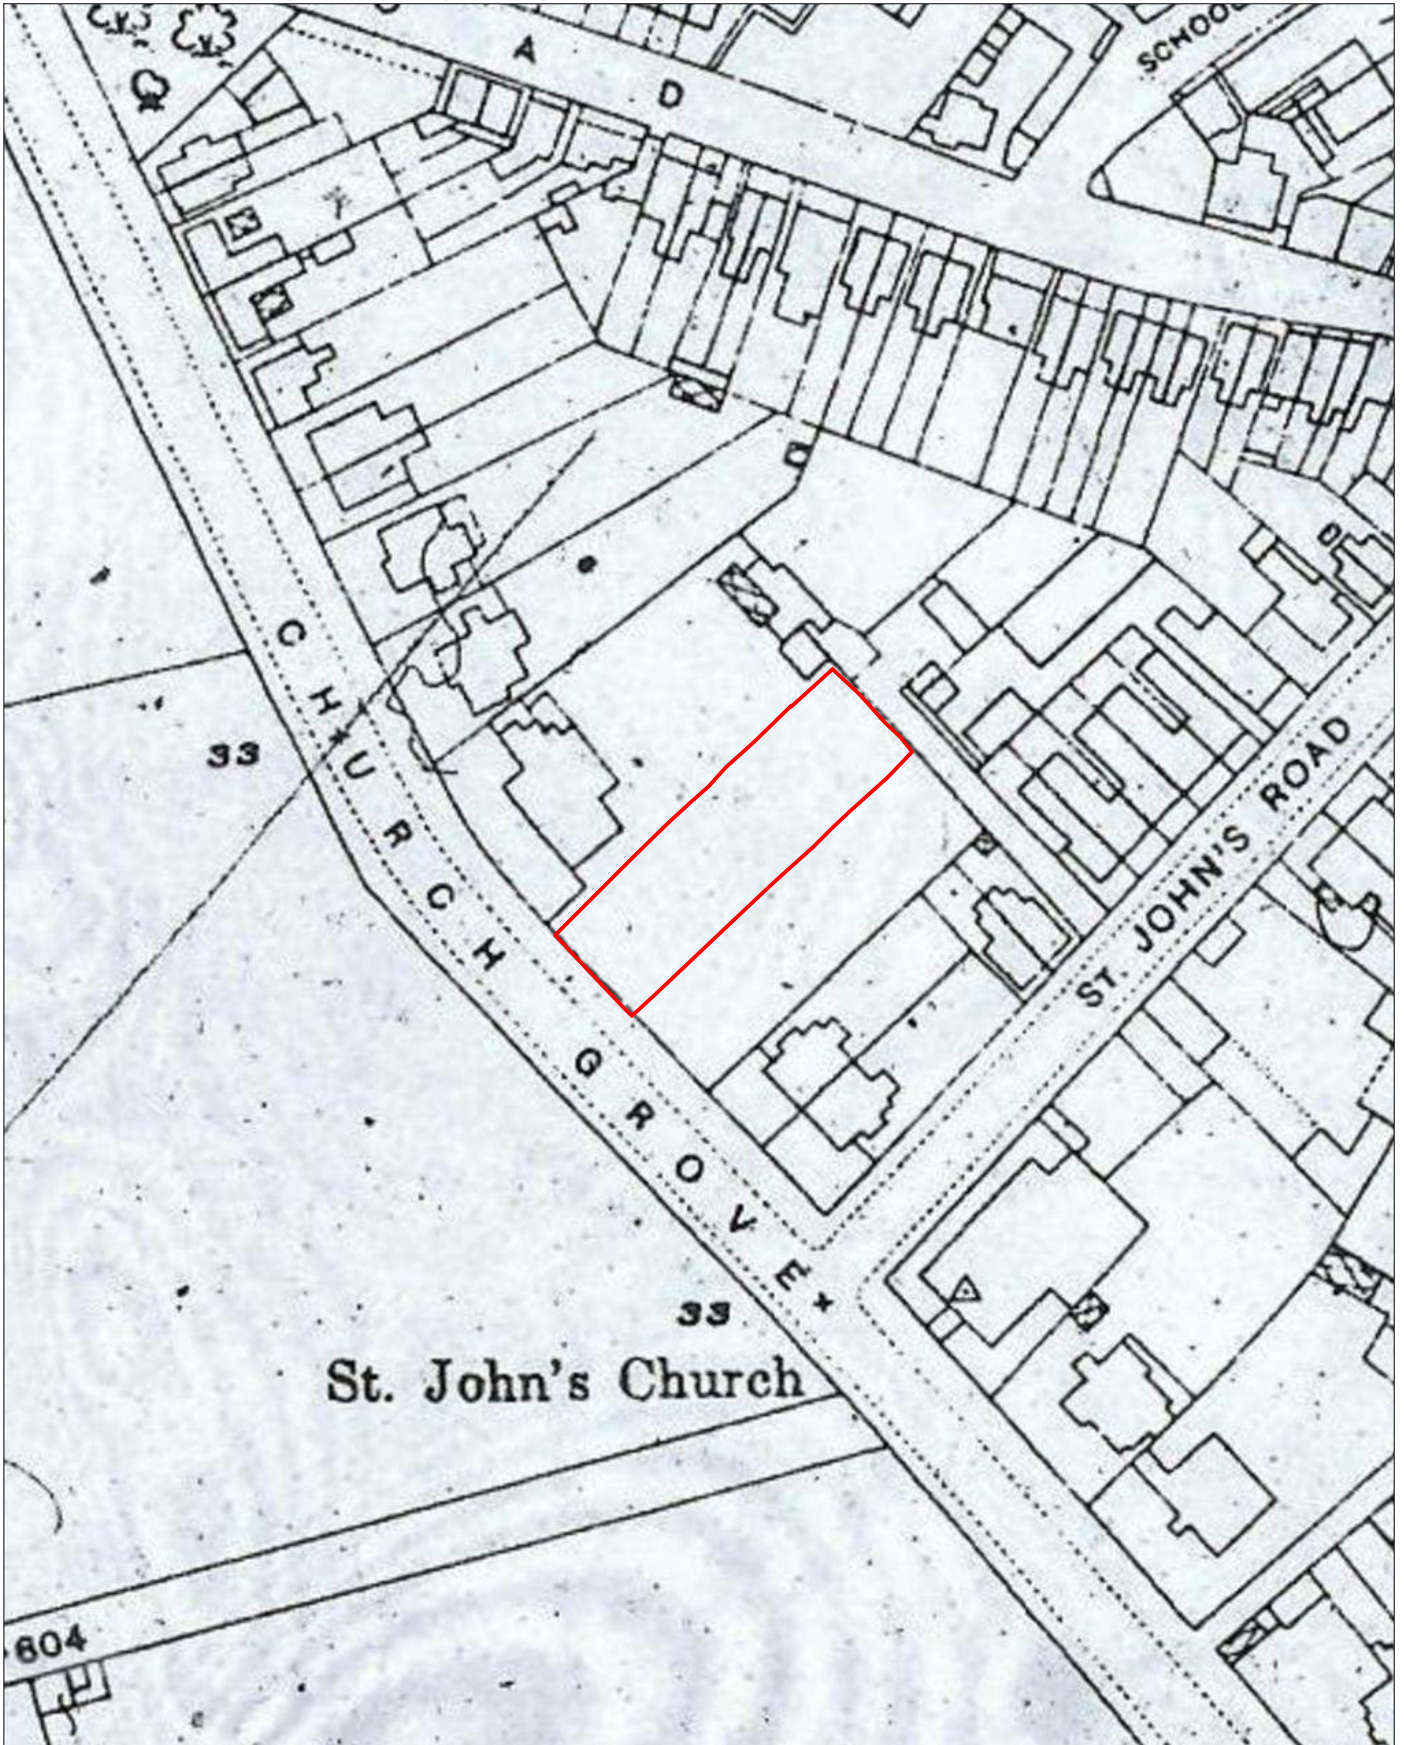 A D
SCHOOL
CHURCH GROVE
33
ST. JOHN'S ROAD
33
St. John's Church
604